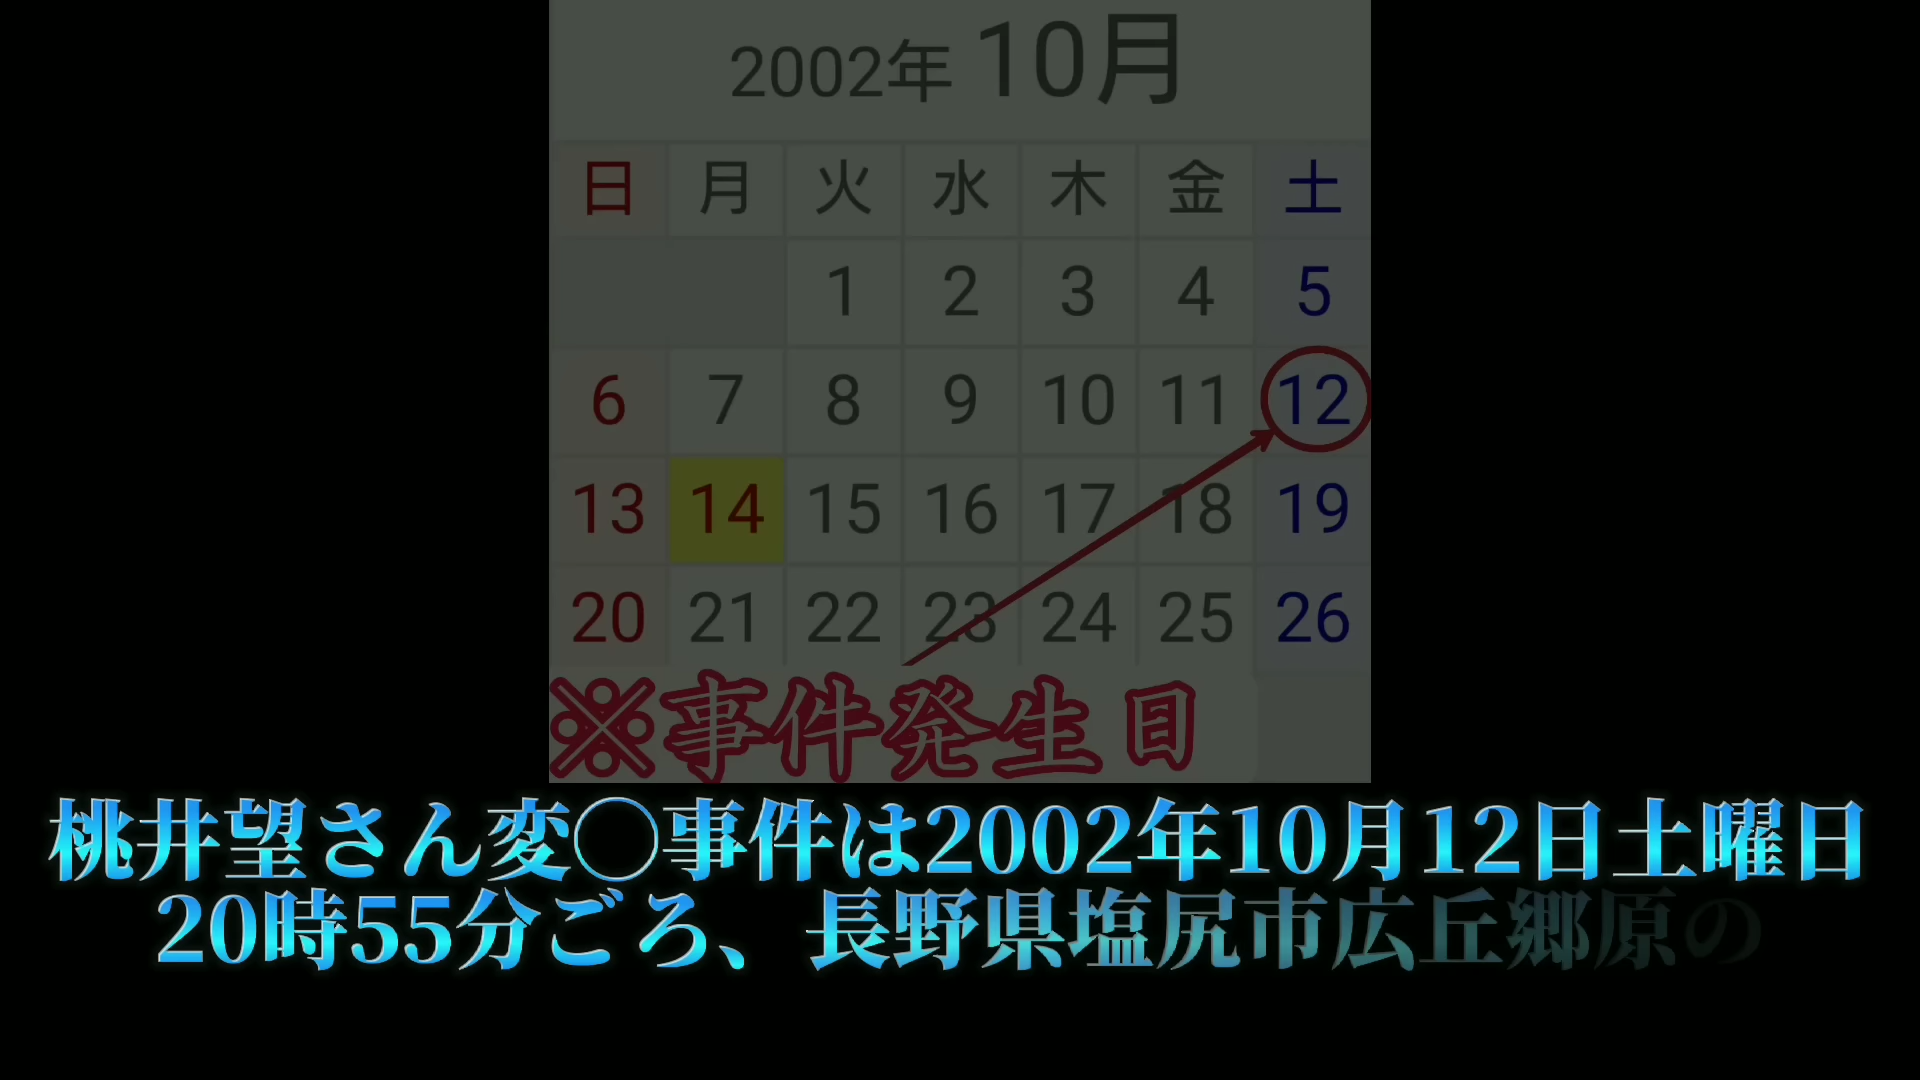 2002年 10月
日 月 火 水 木 金 土
1 2 3 4 5
6 7 8 9 10 11 12
13 14 15 16 17 18 19
20 21 22 23 24 25 26
※事件発生日
桃井望さん変◯事件は2002年10月12日土曜日
20時55分ごろ、長野県塩尻市広丘郷原の